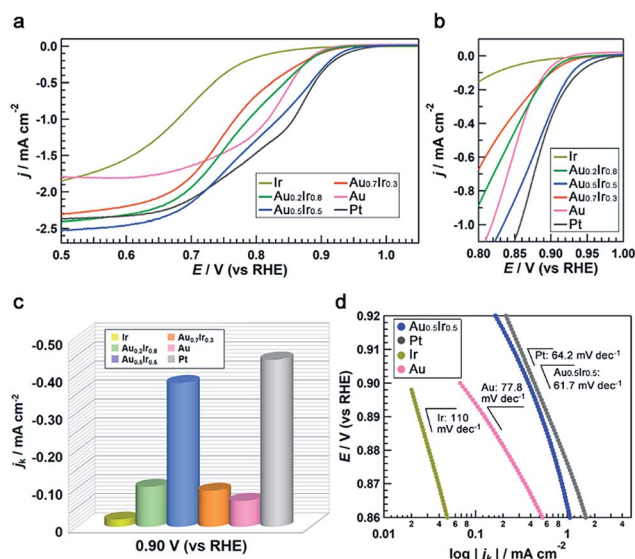 a
0.0
-0.5
-1.0
-1.5
-2.0
-2.5
j / mA cm⁻²
Ir
Au0.2Ir0.8
Au0.5Ir0.5
Au0.7Ir0.3
Au
Pt
0.5 0.6 0.7 0.8 0.9 1.0
E / V (vs RHE)
b
0.0
-0.2
-0.4
-0.6
-0.8
-1.0
j / mA cm⁻²
Ir
Au0.2Ir0.8
Au0.5Ir0.5
Au0.7Ir0.3
Au
Pt
0.80 0.85 0.90 0.95 1.00
E / V (vs RHE)
c
-0.50
-0.40
-0.30
-0.20
-0.10
0
jk / mA cm⁻²
Ir
Au0.2Ir0.8
Au0.5Ir0.5
Au0.7Ir0.3
Au
Pt
0.90 V (vs RHE)
d
0.92
0.91
0.90
0.89
0.88
0.87
0.86
E / V (vs RHE)
Au0.5Ir0.5
Pt
Ir
Au
Pt: 64.2 mV dec⁻¹
Au0.5Ir0.5:
61.7 mV dec⁻¹
Au: 77.8
mV dec⁻¹
Ir: 110
mV dec⁻¹
0.01 2 4 6 8 0.1 2 4 6 8 1 2 4
log | jk | / mA cm⁻²